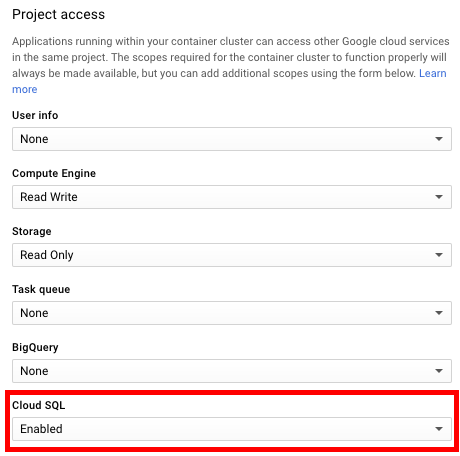 Project access
Applications running within your container cluster can access other Google cloud services
in the same project. The scopes required for the container cluster to function properly will
always be made available, but you can add additional scopes using the form below. Learn
more
User info
None
Compute Engine
Read Write
Storage
Read Only
Task queue
None
BigQuery
None
Cloud SQL
Enabled